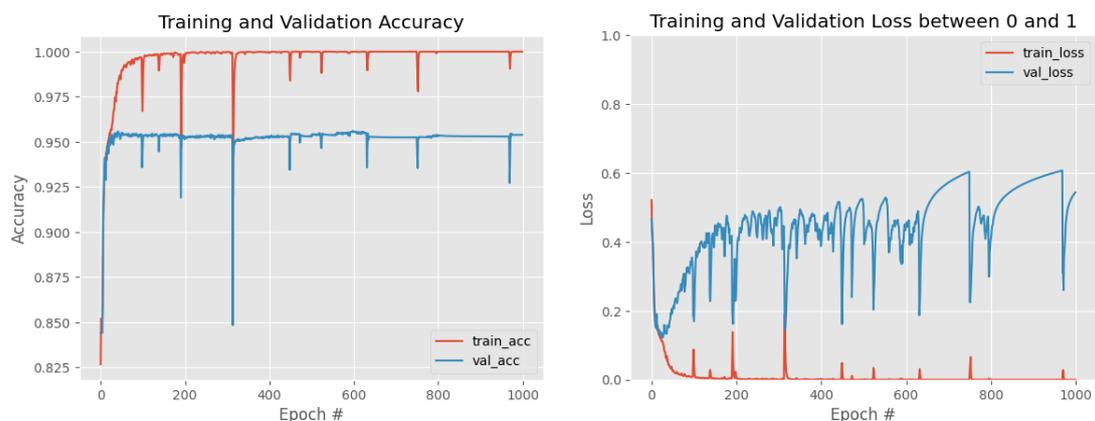 Training and Validation Accuracy
Accuracy
1.000
0.975
0.950
0.925
0.900
0.875
0.850
0.825
train_acc
val_acc
0 200 400 600 800 1000
Epoch #
Training and Validation Loss between 0 and 1
Loss
1.0
0.8
0.6
0.4
0.2
0.0
train_loss
val_loss
0 200 400 600 800 1000
Epoch #